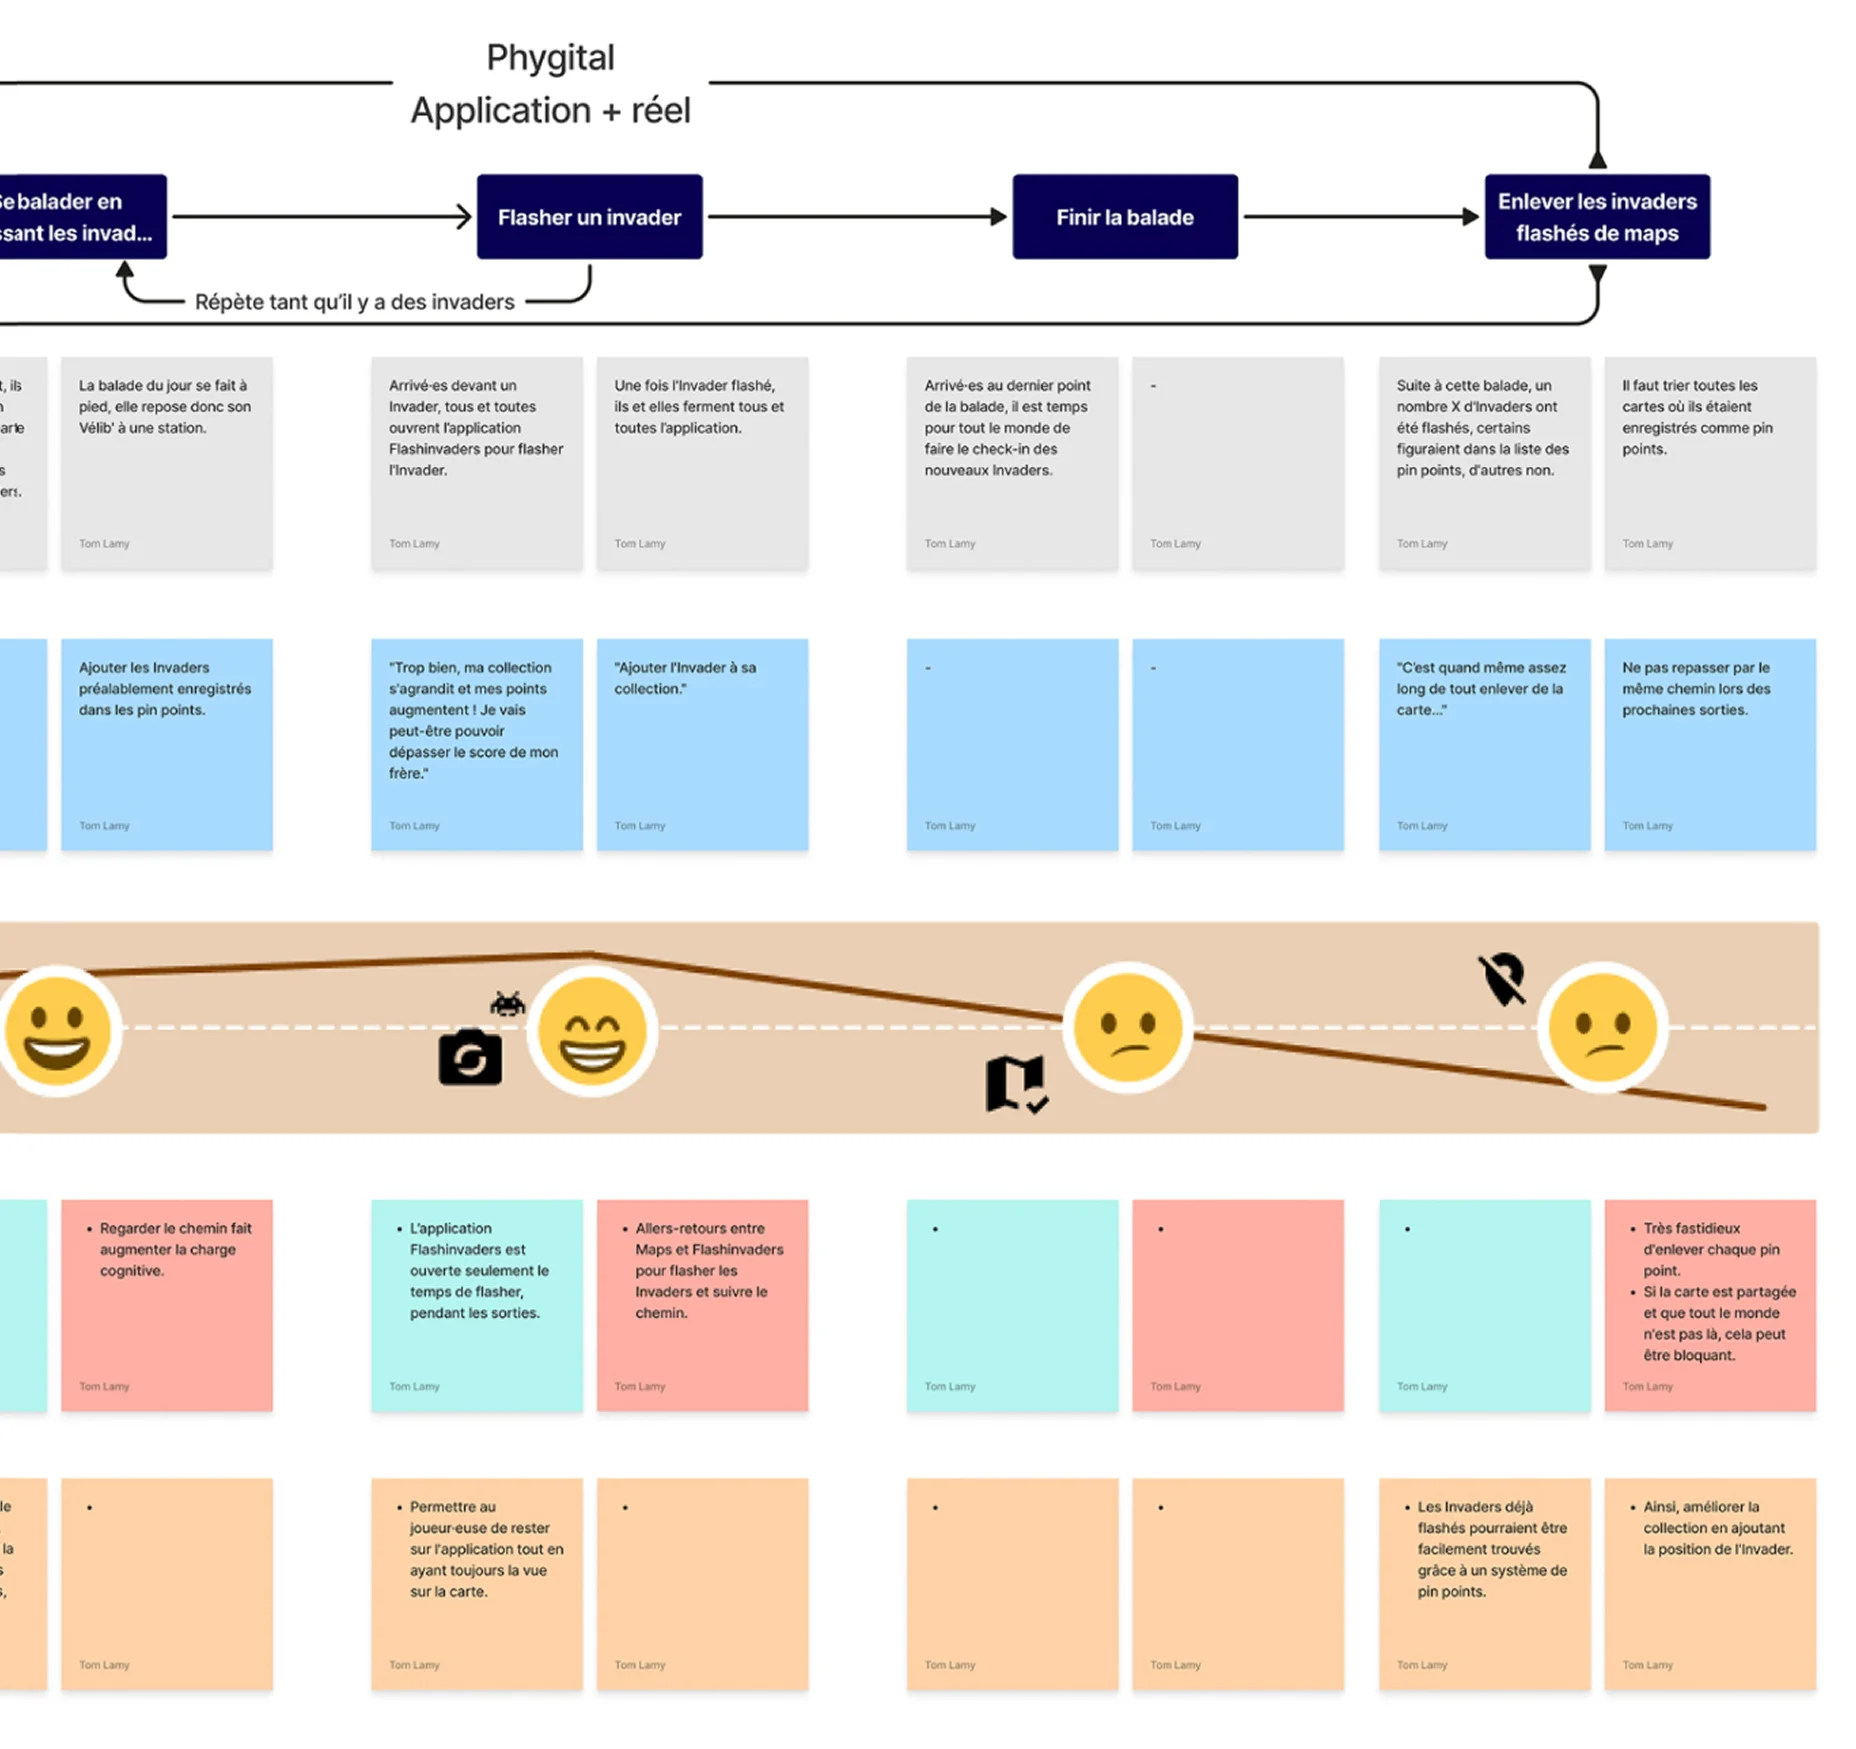 Phygital
Application + réel
Se balader en
ssant les invad...
Flasher un invader
Finir la balade
Enlever les invaders
flashés de maps
Répète tant qu'il y a des invaders
t, ils
arte
s
ers.
La balade du jour se fait à
pied, elle repose donc son
Vélib' à une station.
Tom Lamy
Arrivé·es devant un
Invader, tous et toutes
ouvrent l'application
Flashinvaders pour flasher
l'Invader.
Tom Lamy
Une fois l'Invader flashé,
ils et elles ferment tous et
toutes l'application.
Tom Lamy
Arrivé·es au dernier point
de la balade, il est temps
pour tout le monde de
faire le check-in des
nouveaux Invaders.
Tom Lamy
-
Tom Lamy
Suite à cette balade, un
nombre X d'Invaders ont
été flashés, certains
figuraient dans la liste des
pin points, d'autres non.
Tom Lamy
Il faut trier toutes les
cartes où ils étaient
enregistrés comme pin
points.
Tom Lamy
Ajouter les Invaders
préalablement enregistrés
dans les pin points.
Tom Lamy
"Trop bien, ma collection
s'agrandit et mes points
augmentent ! Je vais
peut-être pouvoir
dépasser le score de mon
frère."
Tom Lamy
"Ajouter l'Invader à sa
collection."
Tom Lamy
-
Tom Lamy
-
Tom Lamy
"C'est quand même assez
long de tout enlever de la
carte..."
Tom Lamy
Ne pas repasser par le
même chemin lors des
prochaines sorties.
Tom Lamy
• Regarder le chemin fait
augmenter la charge
cognitive.
Tom Lamy
• L'application
Flashinvaders est
ouverte seulement le
temps de flasher,
pendant les sorties.
Tom Lamy
• Allers-retours entre
Maps et Flashinvaders
pour flasher les
Invaders et suivre le
chemin.
Tom Lamy
•
Tom Lamy
•
Tom Lamy
•
Tom Lamy
• Très fastidieux
d'enlever chaque pin
point.
• Si la carte est partagée
et que tout le monde
n'est pas là, cela peut
être bloquant.
Tom Lamy
le
la
s
s,
•
Tom Lamy
• Permettre au
joueur·euse de rester
sur l'application tout en
ayant toujours la vue
sur la carte.
Tom Lamy
•
Tom Lamy
•
Tom Lamy
•
Tom Lamy
• Les Invaders déjà
flashés pourraient être
facilement trouvés
grâce à un système de
pin points.
Tom Lamy
• Ainsi, améliorer la
collection en ajoutant
la position de l'Invader.
Tom Lamy